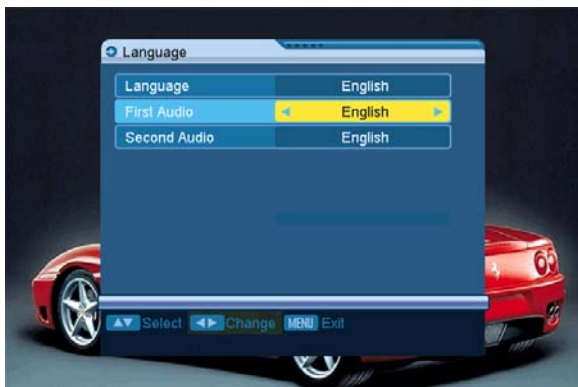 Language
Language English
First Audio English
Second Audio English
Select Change MENU Exit